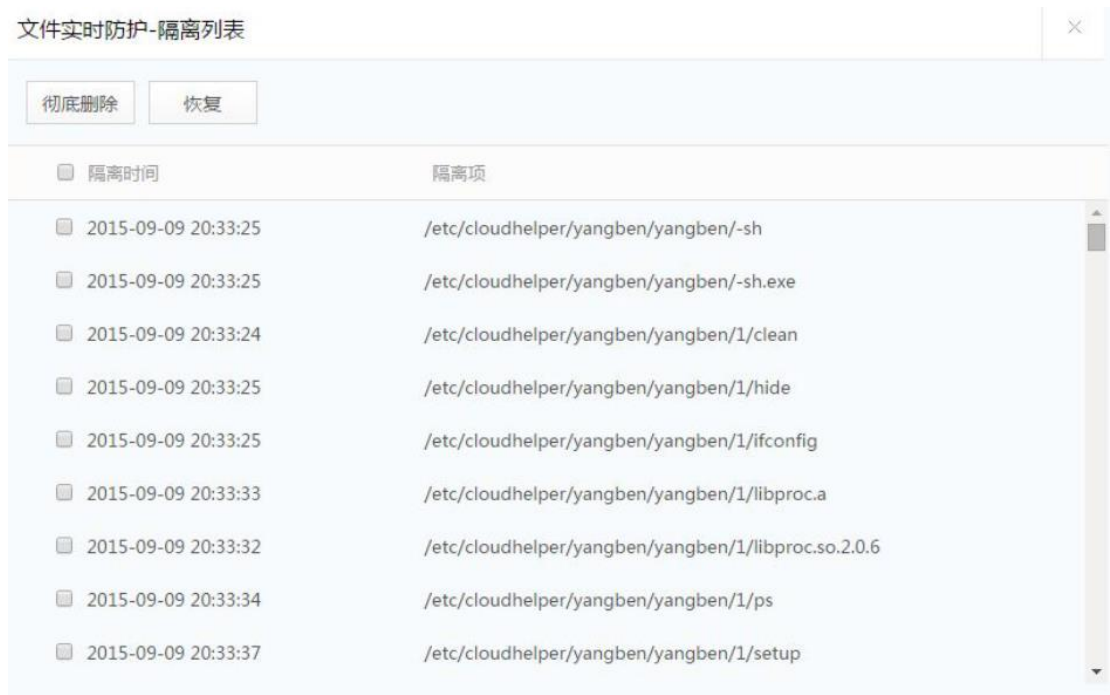 文件实时防护-隔离列表
彻底删除 恢复
隔离时间 隔离项
2015-09-09 20:33:25 /etc/cloudhelper/yangben/yangben/-sh
2015-09-09 20:33:25 /etc/cloudhelper/yangben/yangben/-sh.exe
2015-09-09 20:33:24 /etc/cloudhelper/yangben/yangben/1/clean
2015-09-09 20:33:25 /etc/cloudhelper/yangben/yangben/1/hide
2015-09-09 20:33:25 /etc/cloudhelper/yangben/yangben/1/ifconfig
2015-09-09 20:33:33 /etc/cloudhelper/yangben/yangben/1/libproc.a
2015-09-09 20:33:32 /etc/cloudhelper/yangben/yangben/1/libproc.so.2.0.6
2015-09-09 20:33:34 /etc/cloudhelper/yangben/yangben/1/ps
2015-09-09 20:33:37 /etc/cloudhelper/yangben/yangben/1/setup